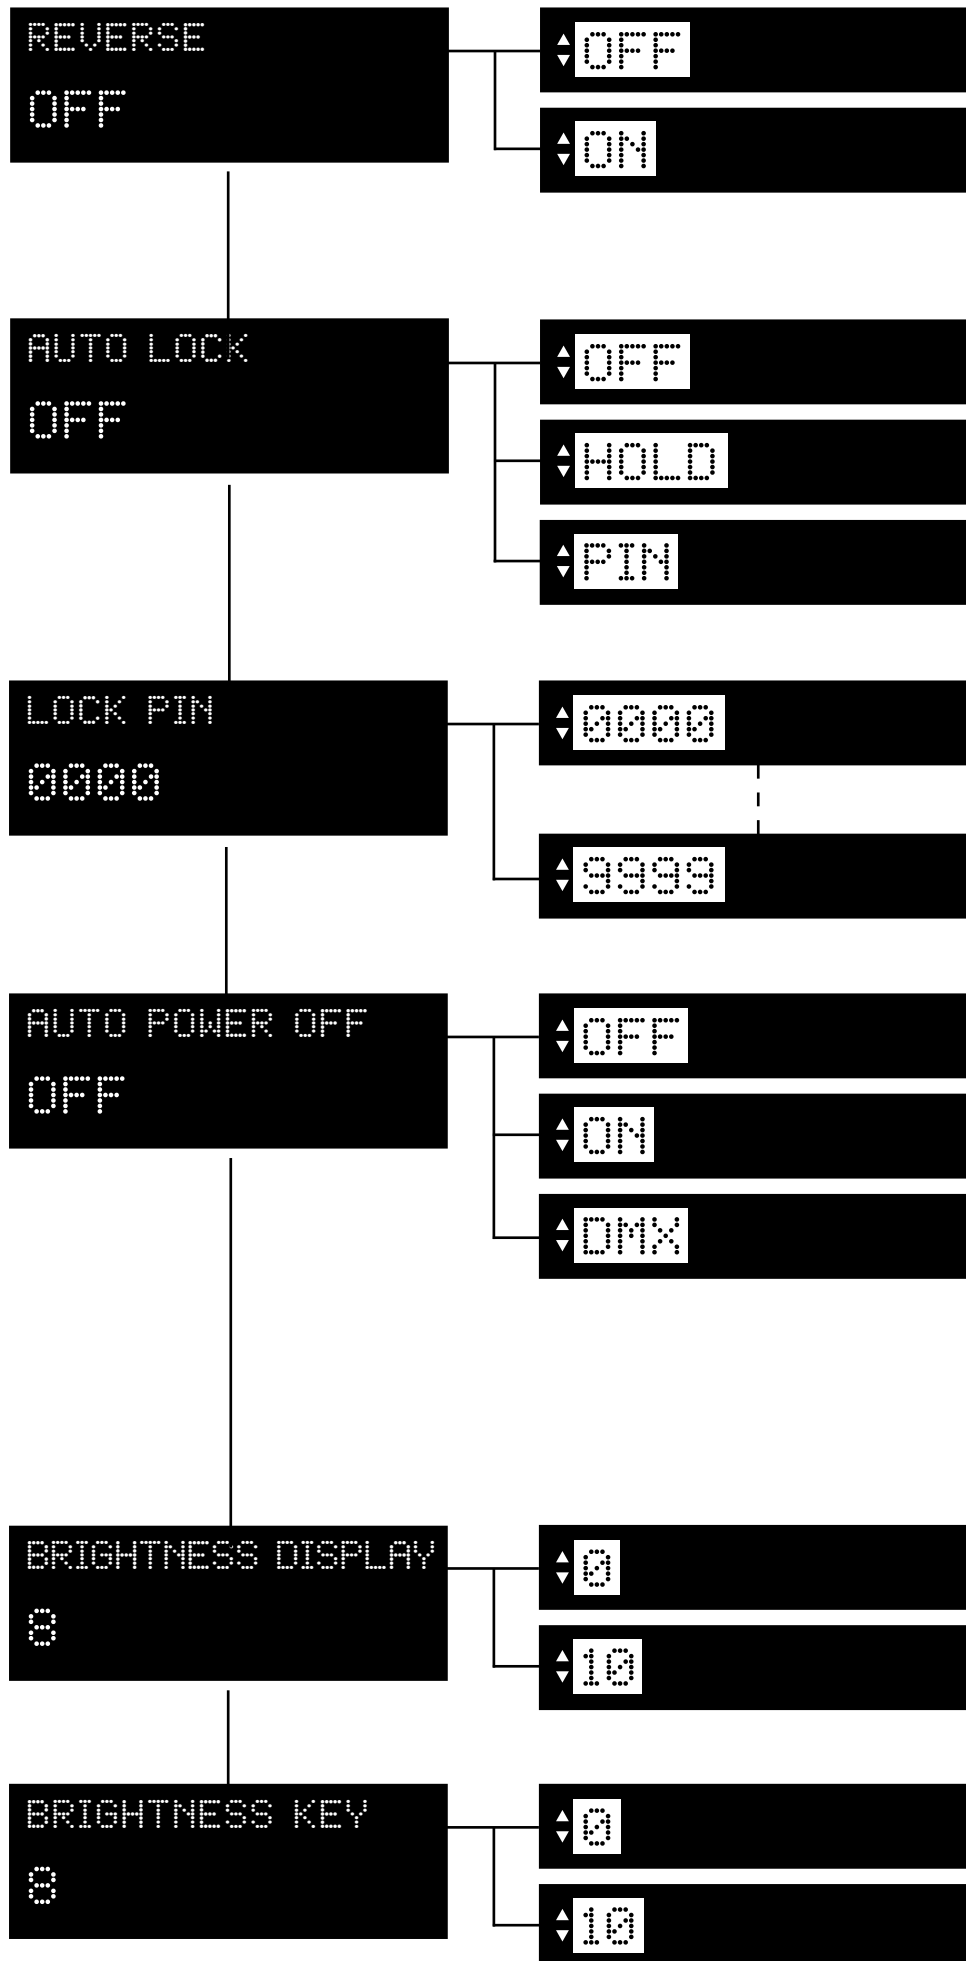 REVERSE
OFF
OFF
ON
AUTO LOCK
OFF
OFF
HOLD
PIN
LOCK PIN
0000
0000
9999
AUTO POWER OFF
OFF
OFF
ON
DMX
BRIGHTNESS DISPLAY
8
0
10
BRIGHTNESS KEY
8
0
10